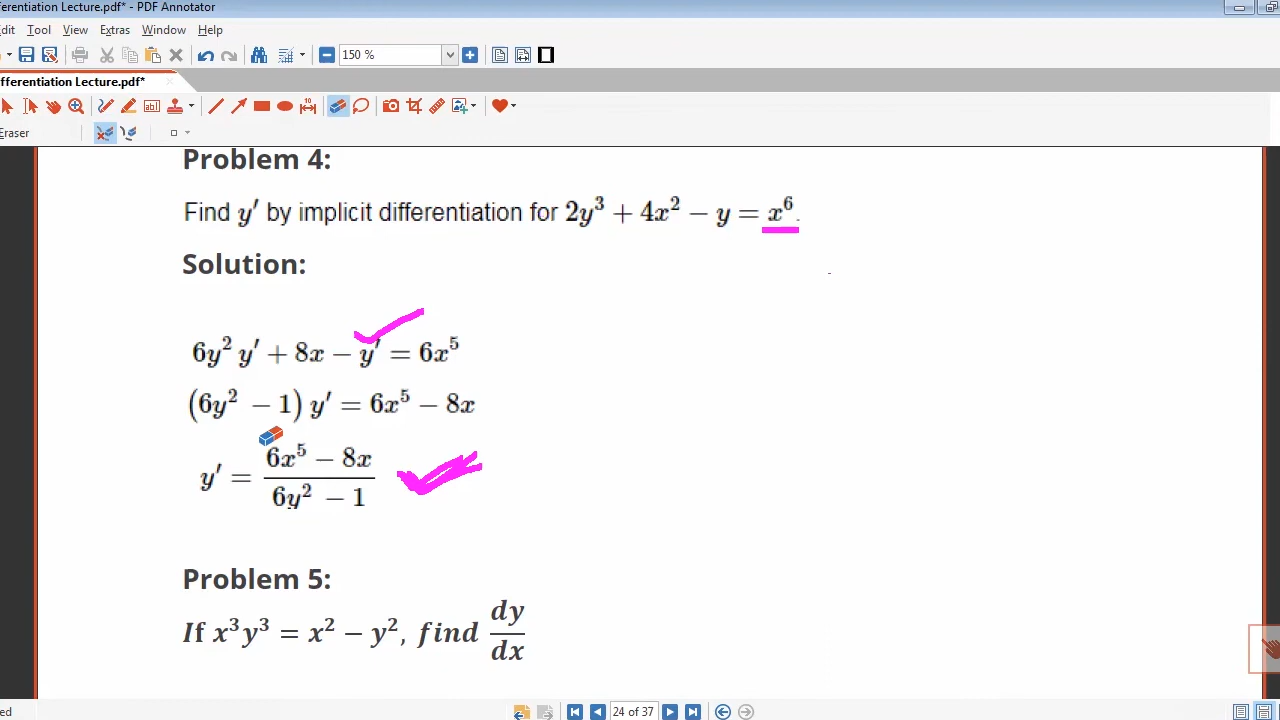 fferentiation Lecture.pdf* - PDF Annotator
dit Tool View Extras Window Help
150 %
fferentiation Lecture.pdf*
Eraser
Problem 4:
Find y′ by implicit differentiation for 2y³ + 4x² − y = x⁶.
Solution:
6y² y′ + 8x − y′ = 6x⁵
(6y² − 1) y′ = 6x⁵ − 8x
y′ = (6x⁵ − 8x)/(6y² − 1)
Problem 5:
If x³y³ = x² − y², find dy/dx
ed 24 of 37